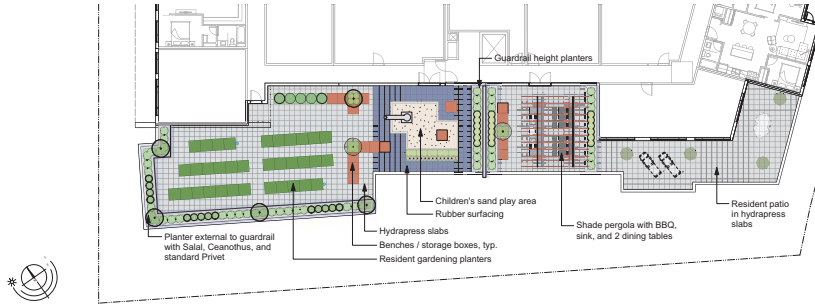 Guardrail height planters
Children's sand play area
Rubber surfacing
Hydrapress slabs
Benches / storage boxes, typ.
Resident gardening planters
Planter external to guardrail
with Salal, Ceanothus, and
standard Privet
Shade pergola with BBQ,
sink, and 2 dining tables
Resident patio
in hydrapress
slabs